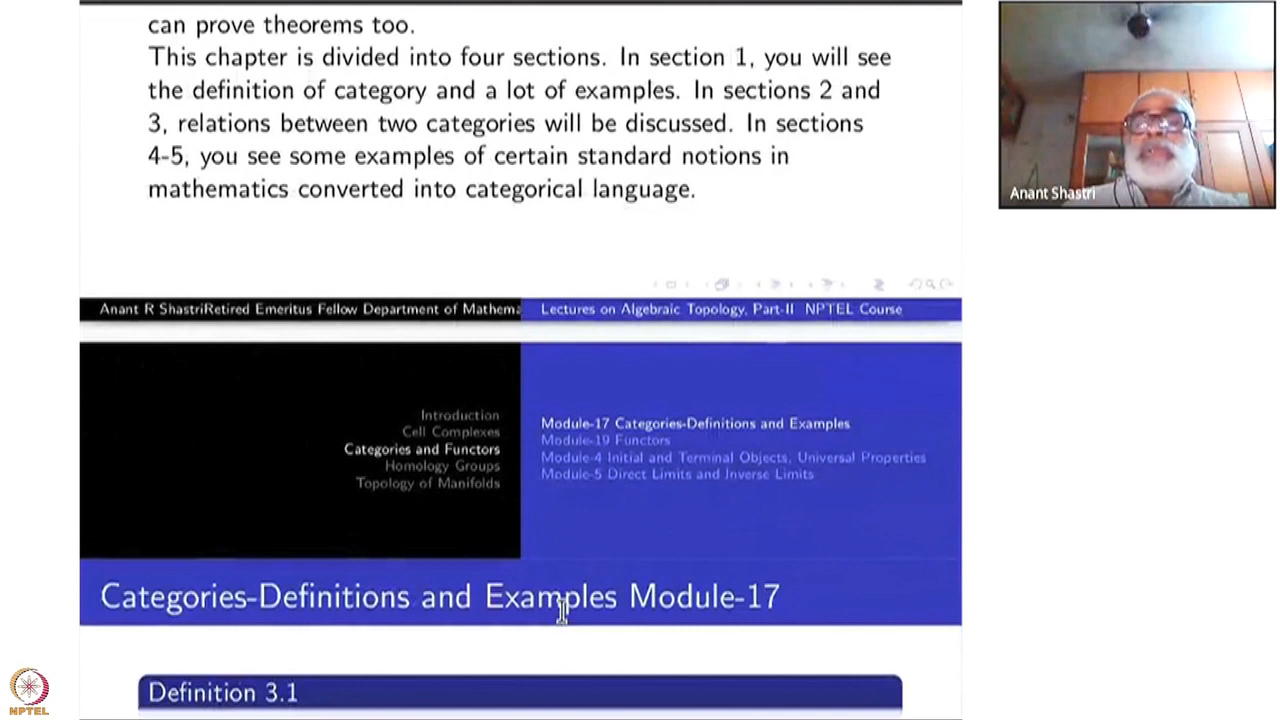 can prove theorems too.
This chapter is divided into four sections. In section 1, you will see
the definition of category and a lot of examples. In sections 2 and
3, relations between two categories will be discussed. In sections
4-5, you see some examples of certain standard notions in
mathematics converted into categorical language.
Anant Shastri
Anant R ShastriRetired Emeritus Fellow Department of Mathema
Lectures on Algebraic Topology, Part-II NPTEL Course
Introduction
Cell Complexes
Categories and Functors
Homology Groups
Topology of Manifolds
Module-17 Categories-Definitions and Examples
Module-19 Functors
Module-4 Initial and Terminal Objects, Universal Properties
Module-5 Direct Limits and Inverse Limits
Categories-Definitions and Examples Module-17
Definition 3.1
NPTEL